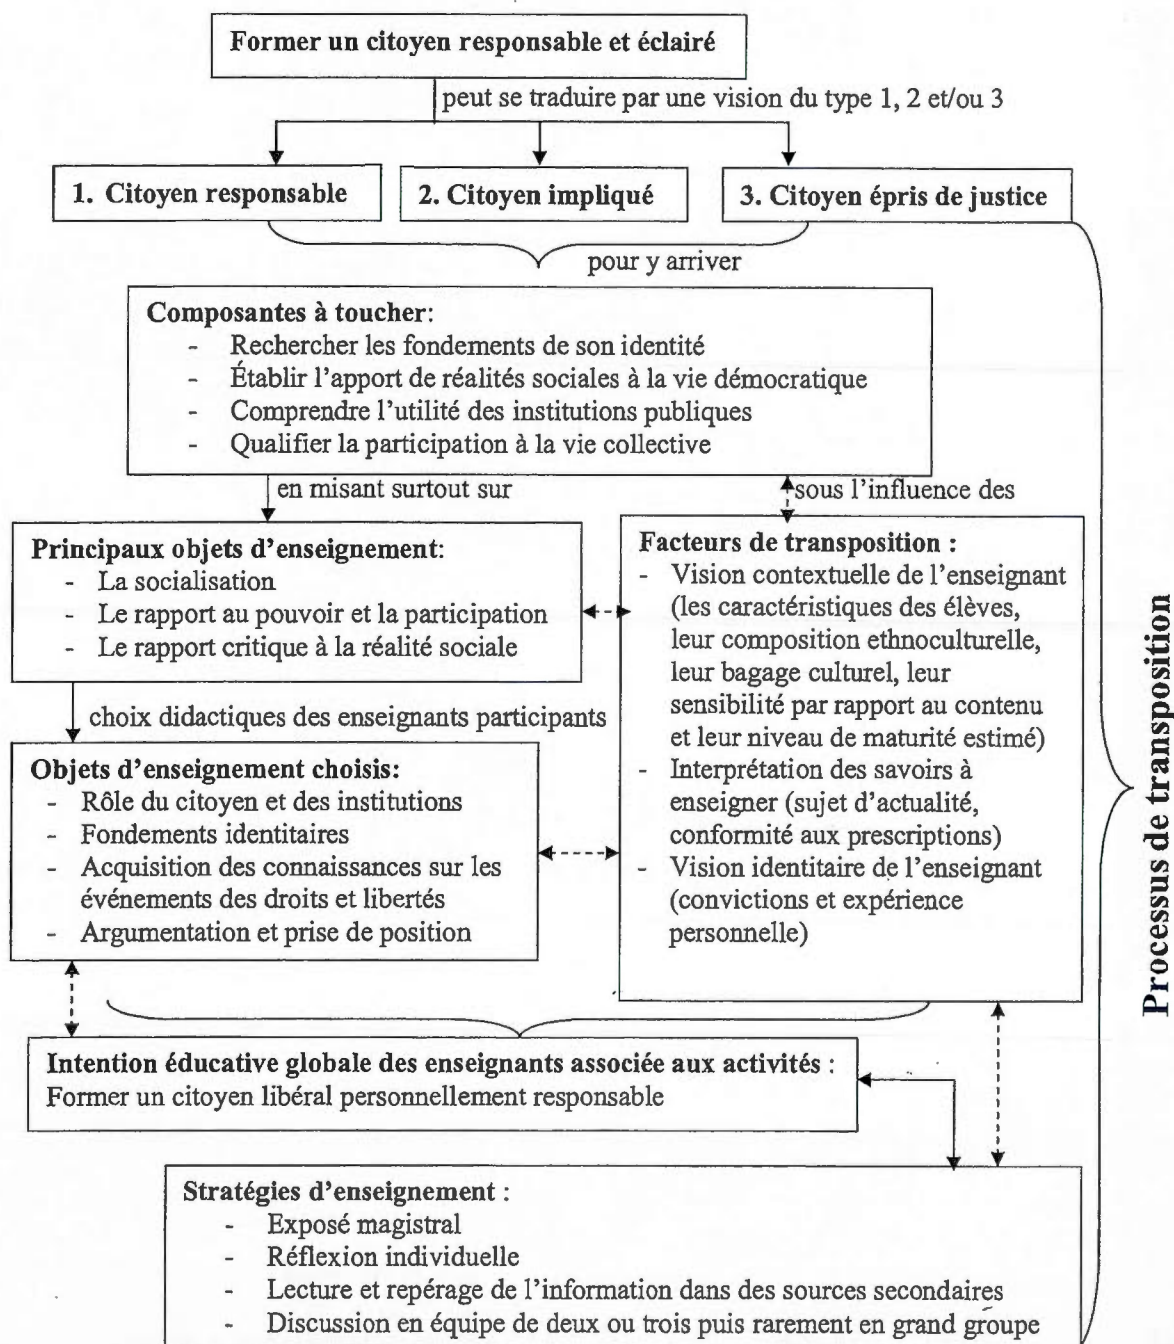 Former un citoyen responsable et éclairé
peut se traduire par une vision du type 1, 2 et/ou 3
1. Citoyen responsable
2. Citoyen impliqué
3. Citoyen épris de justice
pour y arriver
Composantes à toucher:
- Rechercher les fondements de son identité
- Établir l'apport de réalités sociales à la vie démocratique
- Comprendre l'utilité des institutions publiques
- Qualifier la participation à la vie collective
en misant surtout sur
sous l'influence des
Principaux objets d'enseignement:
- La socialisation
- Le rapport au pouvoir et la participation
- Le rapport critique à la réalité sociale
choix didactiques des enseignants participants
Objets d'enseignement choisis:
- Rôle du citoyen et des institutions
- Fondements identitaires
- Acquisition des connaissances sur les
événements des droits et libertés
- Argumentation et prise de position
Facteurs de transposition :
- Vision contextuelle de l'enseignant
(les caractéristiques des élèves,
leur composition ethnoculturelle,
leur bagage culturel, leur
sensibilité par rapport au contenu
et leur niveau de maturité estimé)
- Interprétation des savoirs à
enseigner (sujet d'actualité,
conformité aux prescriptions)
- Vision identitaire de l'enseignant
(convictions et expérience
personnelle)
Intention éducative globale des enseignants associée aux activités :
Former un citoyen libéral personnellement responsable
Stratégies d'enseignement :
- Exposé magistral
- Réflexion individuelle
- Lecture et repérage de l'information dans des sources secondaires
- Discussion en équipe de deux ou trois puis rarement en grand groupe
Processus de transposition